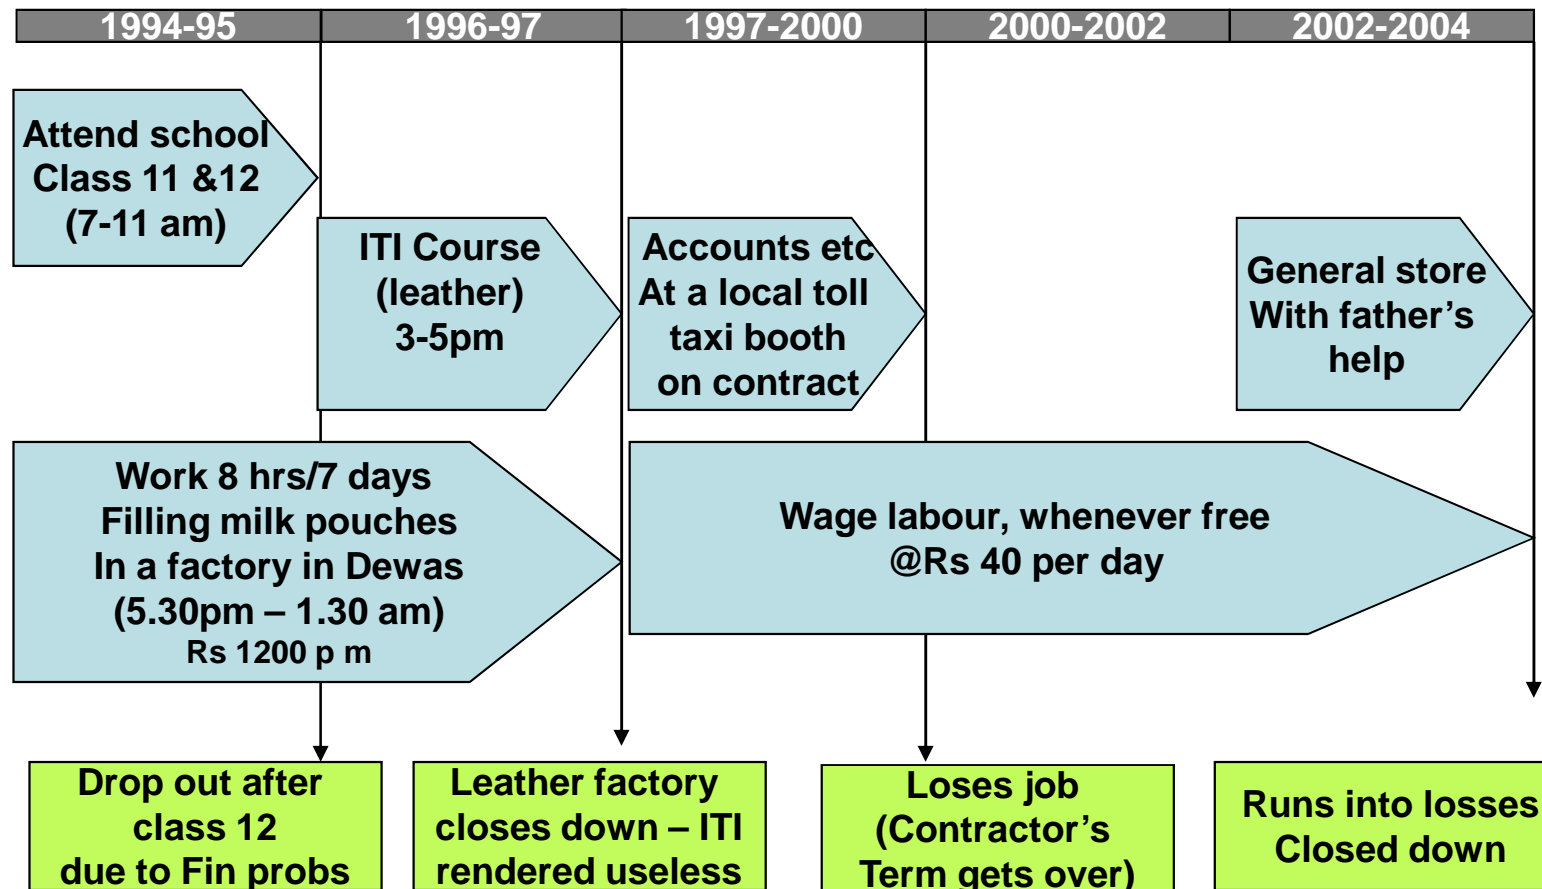 1994-95 1996-97 1997-2000 2000-2002 2002-2004
Attend school
Class 11 &12
(7-11 am)
ITI Course
(leather)
3-5pm
Accounts etc
At a local toll
taxi booth
on contract
General store
With father’s
help
Work 8 hrs/7 days
Filling milk pouches
In a factory in Dewas
(5.30pm – 1.30 am)
Rs 1200 p m
Wage labour, whenever free
@Rs 40 per day
Drop out after
class 12
due to Fin probs
Leather factory
closes down – ITI
rendered useless
Loses job
(Contractor’s
Term gets over)
Runs into losses
Closed down